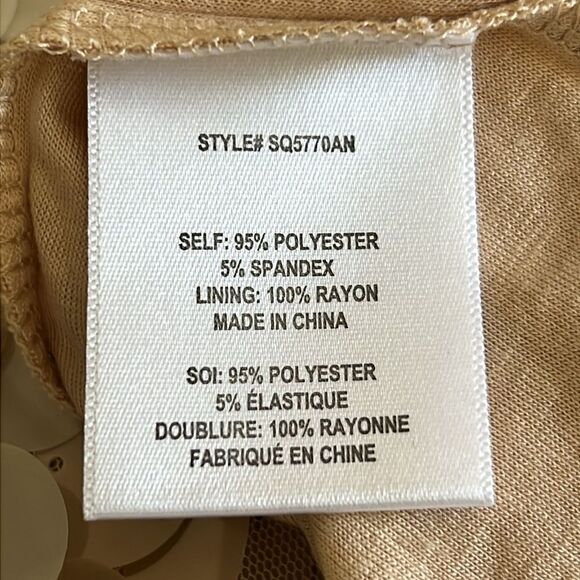 STYLE# SQ5770AN
SELF: 95% POLYESTER
5% SPANDEX
LINING: 100% RAYON
MADE IN CHINA
SOI: 95% POLYESTER
5% ÉLASTIQUE
DOUBLURE: 100% RAYONNE
FABRIQUÉ EN CHINE